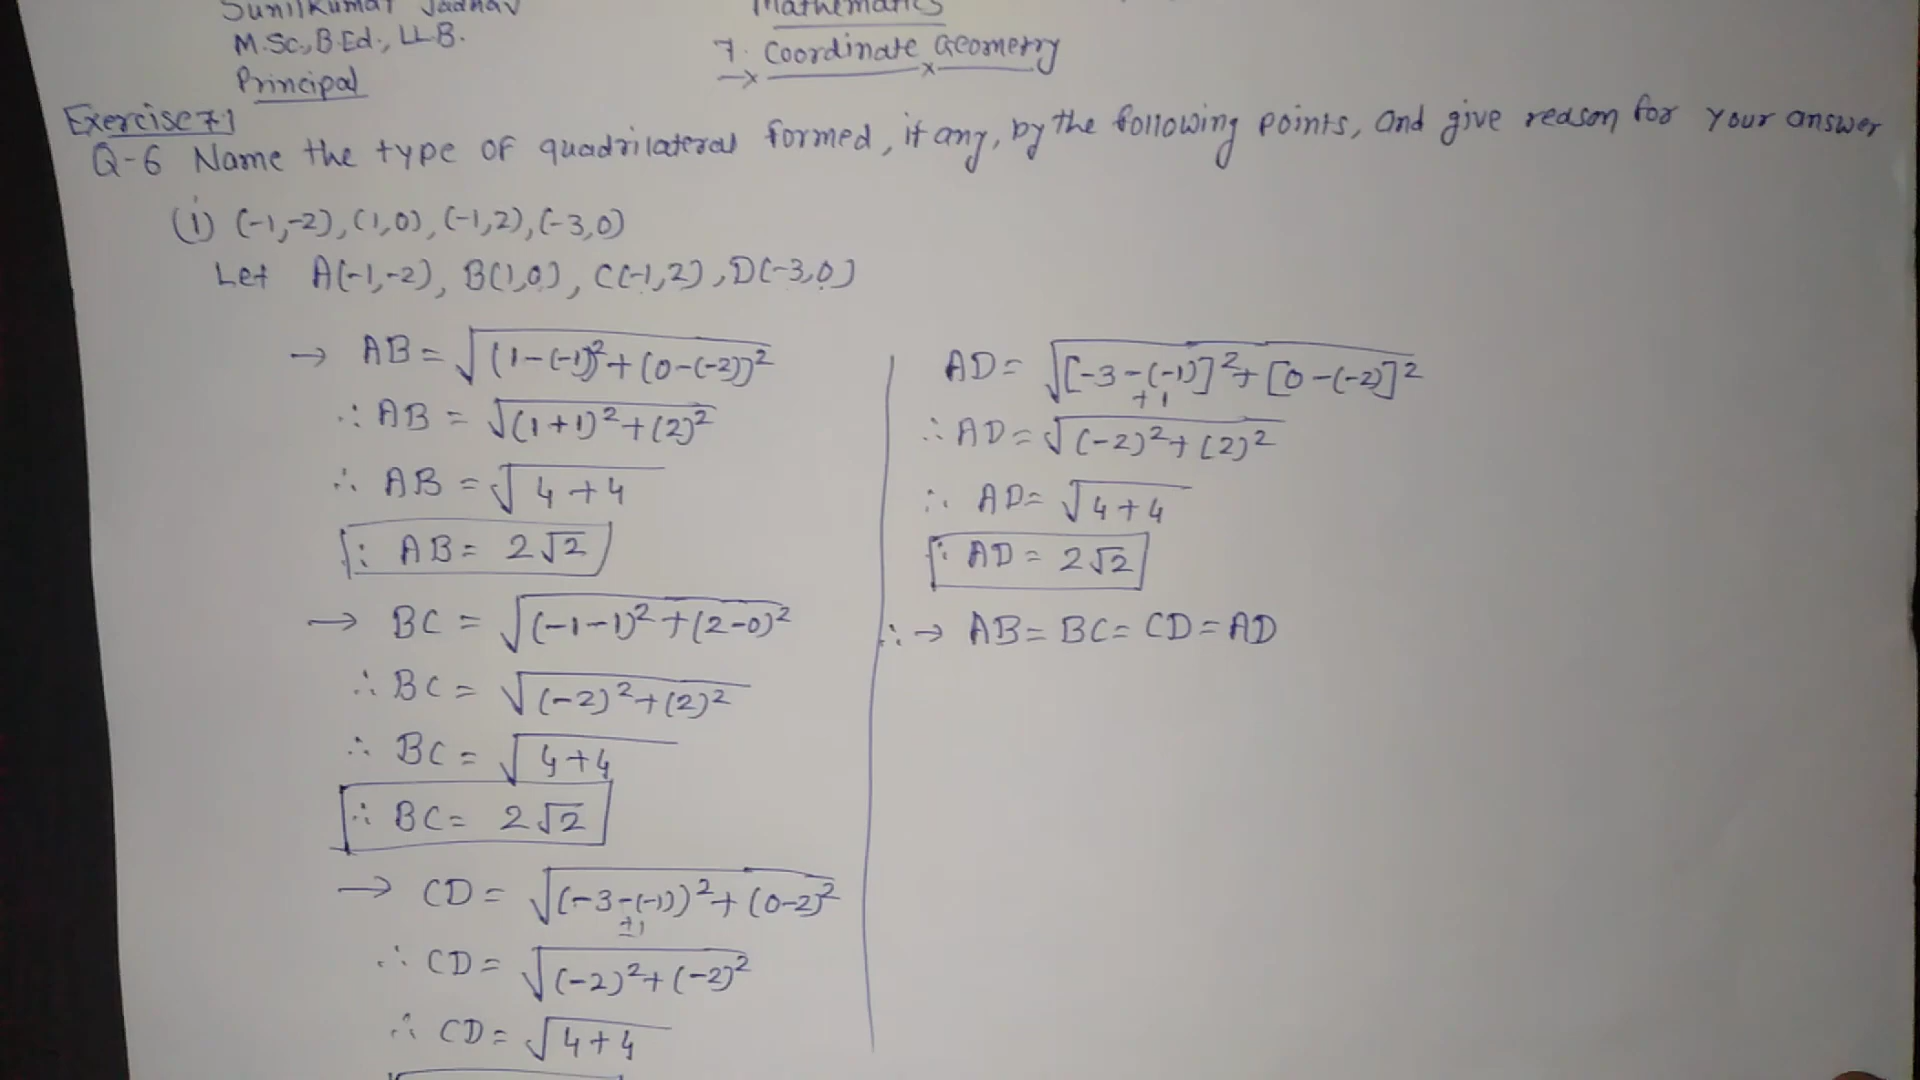 Sunilkumar Jadhav
M.Sc., B.Ed., LL.B.
Principal
Mathematics
7. Coordinate Geometry
Exercise 7.1
Q-6 Name the type of quadrilateral formed, if any, by the following points, and give reason for your answer
(i) (-1,-2), (1,0), (-1,2), (-3,0)
Let A(-1,-2), B(1,0), C(-1,2), D(-3,0)
→ AB = √(1-(-1))²+(0-(-2))²
∴ AB = √(1+1)²+(2)²
∴ AB = √4+4
∴ AB = 2√2
→ BC = √(-1-1)²+(2-0)²
∴ BC = √(-2)²+(2)²
∴ BC = √4+4
∴ BC = 2√2
→ CD = √(-3-(-1))²+(0-2)²
+1
∴ CD = √(-2)²+(-2)²
∴ CD = √4+4
AD = √[-3-(-1)]²+[0-(-2)]²
+1
∴ AD = √(-2)²+(2)²
∴ AD = √4+4
∴ AD = 2√2
∴ → AB = BC = CD = AD